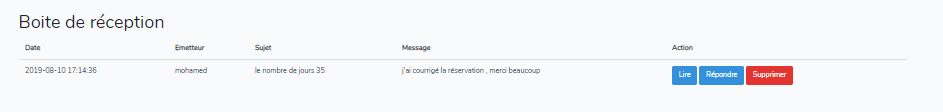 Boite de réception
Date Emetteur Sujet Message Action
2019-08-10 17:14:36 mohamed le nombre de jours 35 j'ai courrigé la réservation , merci beaucoup Lire Répondre Supprimer